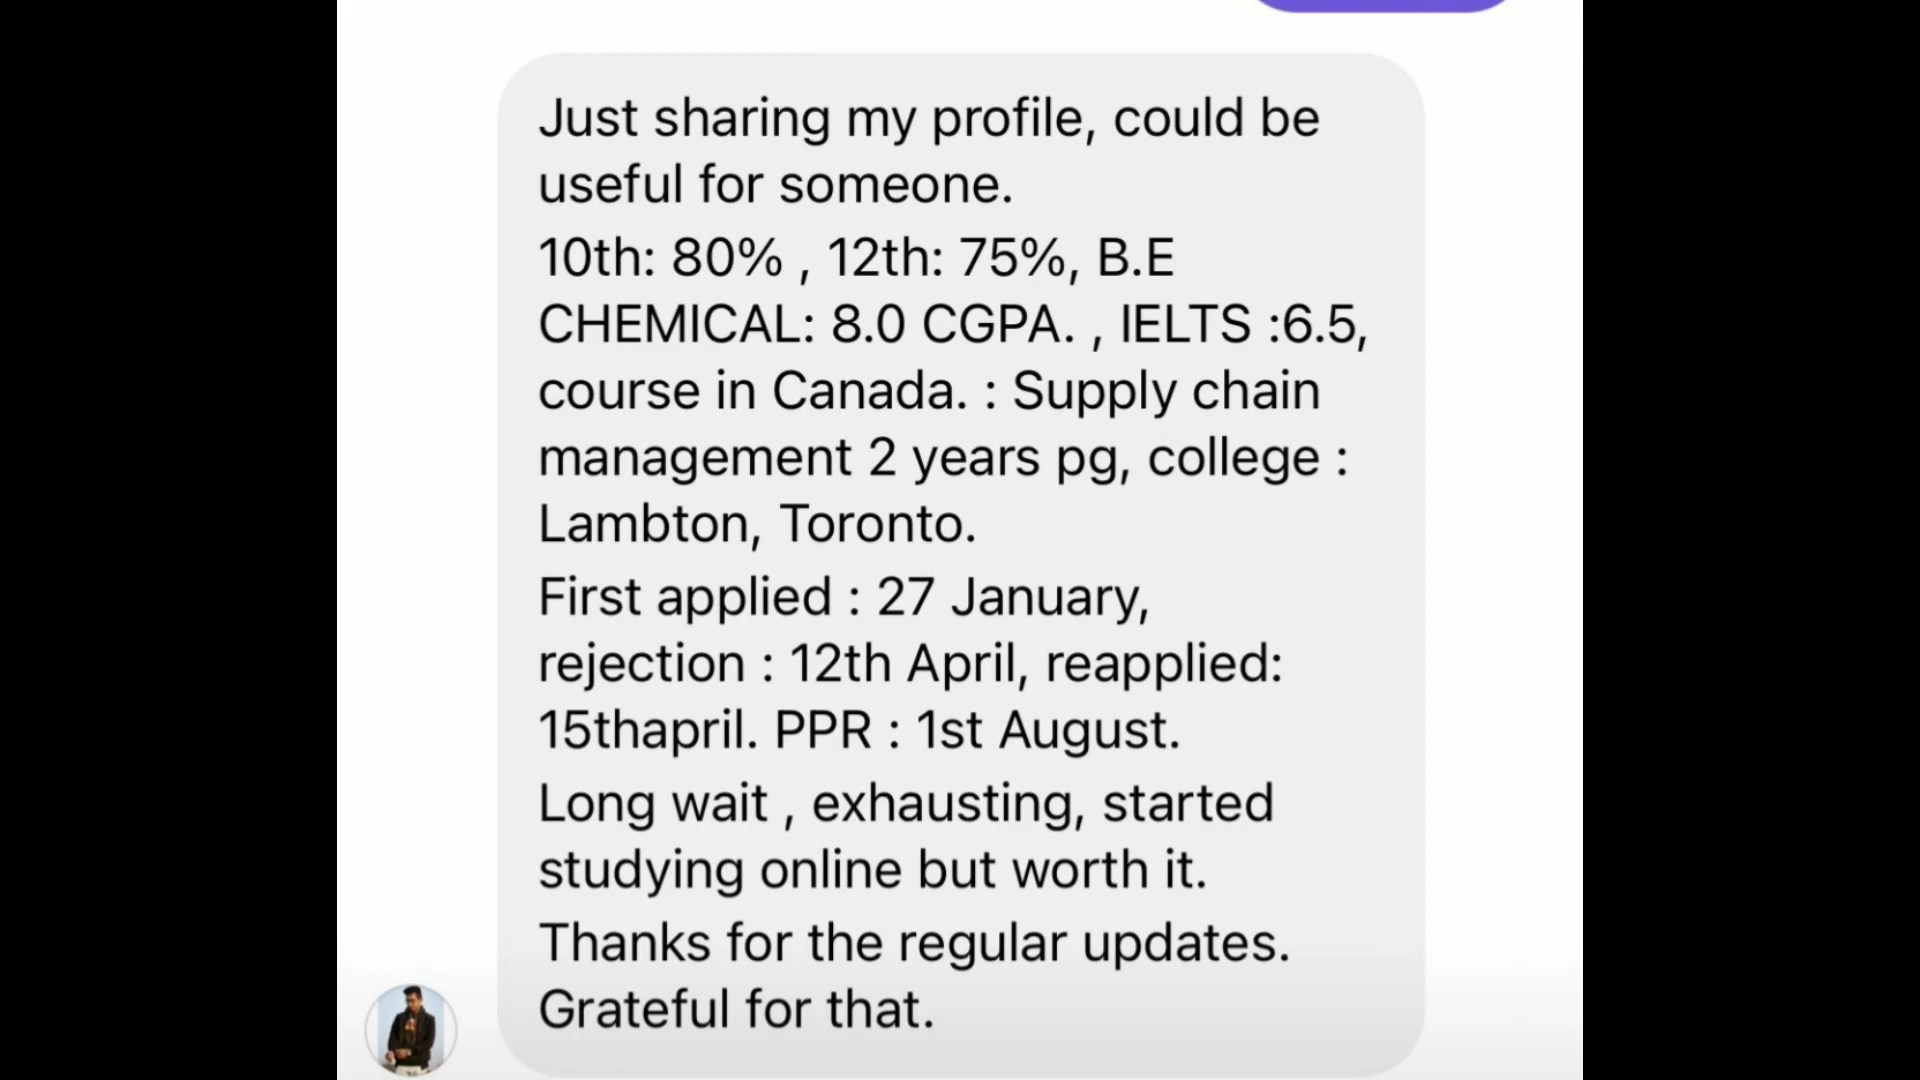 Just sharing my profile, could be
useful for someone.
10th: 80% , 12th: 75%, B.E
CHEMICAL: 8.0 CGPA. , IELTS :6.5,
course in Canada. : Supply chain
management 2 years pg, college :
Lambton, Toronto.
First applied : 27 January,
rejection : 12th April, reapplied:
15thapril. PPR : 1st August.
Long wait , exhausting, started
studying online but worth it.
Thanks for the regular updates.
Grateful for that.